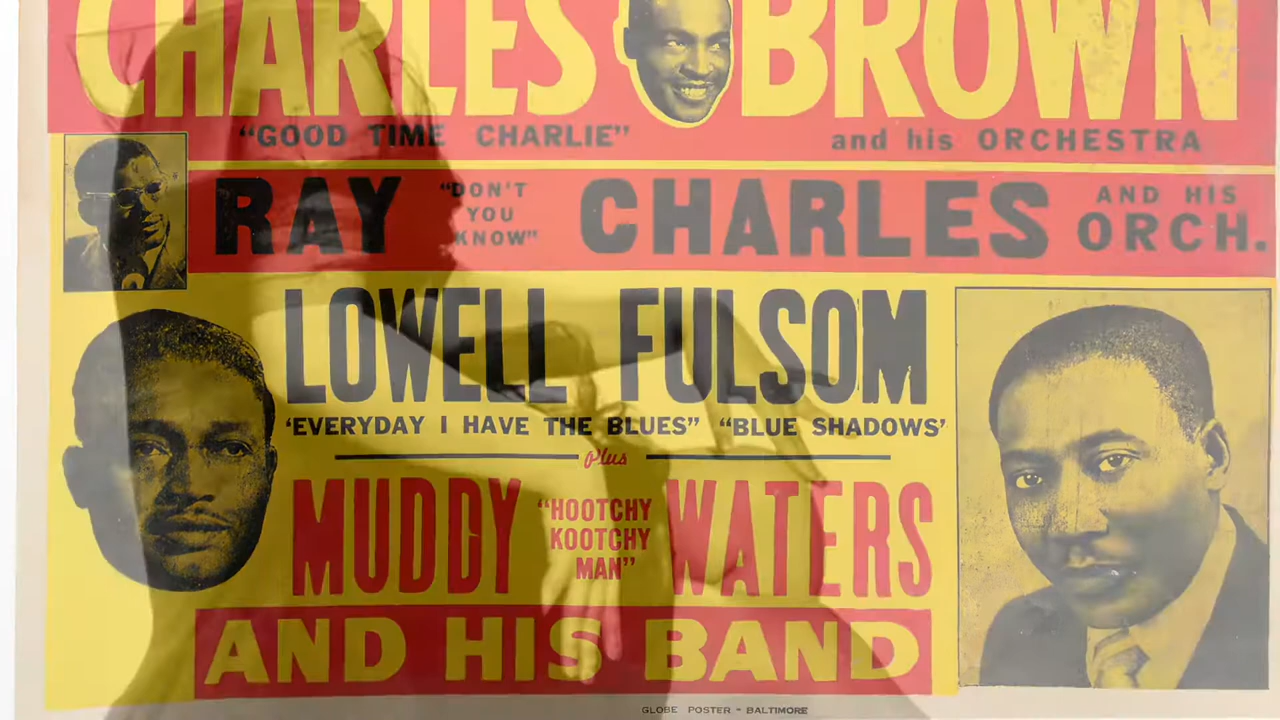 CHARLES BROWN
"GOOD TIME CHARLIE" and his ORCHESTRA
RAY "DON'T YOU KNOW" CHARLES AND HIS ORCH.
LOWELL FULSOM
'EVERYDAY I HAVE THE BLUES" "BLUE SHADOWS'
plus
MUDDY "HOOTCHY KOOTCHY MAN" WATERS
AND HIS BAND
GLOBE POSTER - BALTIMORE